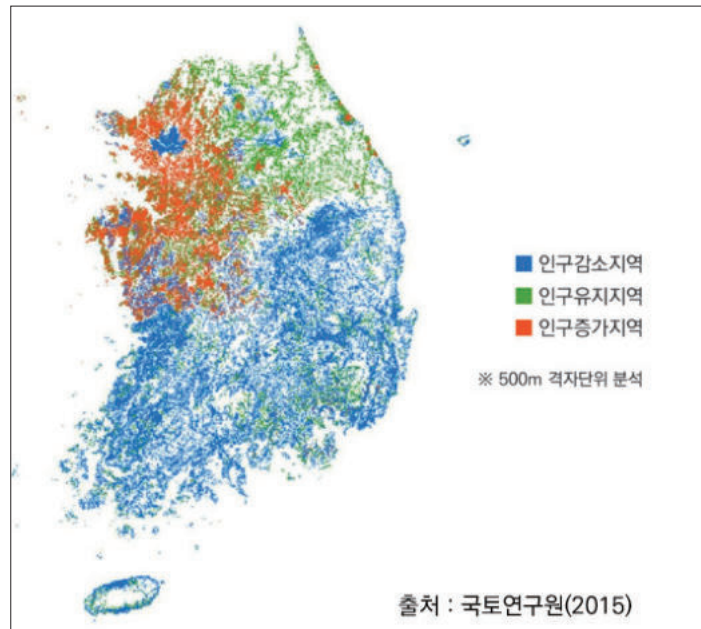 인구감소지역
인구유지지역
인구증가지역
※ 500m 격자단위 분석
출처 : 국토연구원(2015)